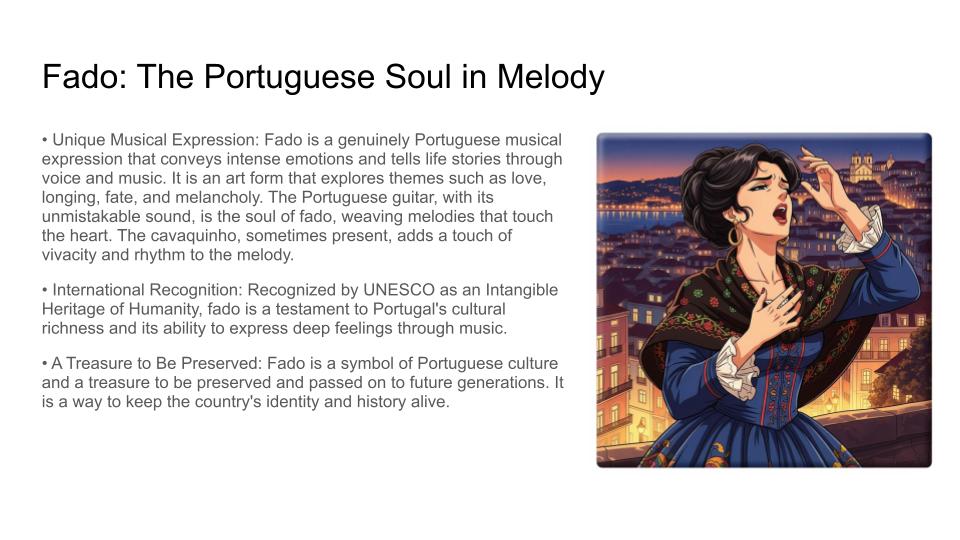 Fado: The Portuguese Soul in Melody
• Unique Musical Expression: Fado is a genuinely Portuguese musical
expression that conveys intense emotions and tells life stories through
voice and music. It is an art form that explores themes such as love,
longing, fate, and melancholy. The Portuguese guitar, with its
unmistakable sound, is the soul of fado, weaving melodies that touch
the heart. The cavaquinho, sometimes present, adds a touch of
vivacity and rhythm to the melody.
• International Recognition: Recognized by UNESCO as an Intangible
Heritage of Humanity, fado is a testament to Portugal's cultural
richness and its ability to express deep feelings through music.
• A Treasure to Be Preserved: Fado is a symbol of Portuguese culture
and a treasure to be preserved and passed on to future generations. It
is a way to keep the country's identity and history alive.